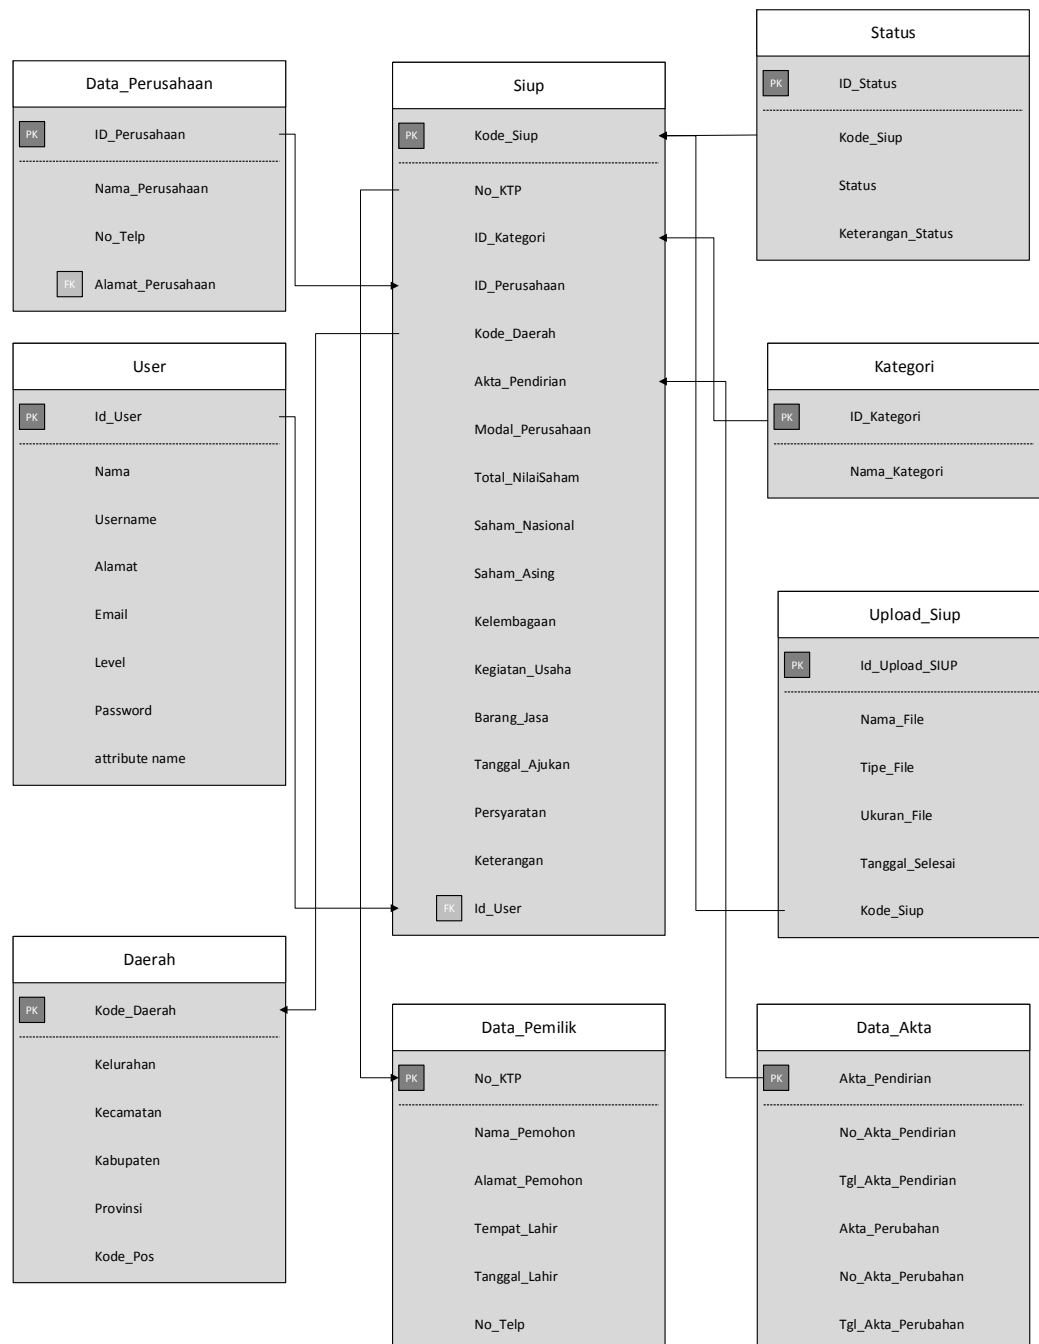 Data_Perusahaan
PK ID_Perusahaan
Nama_Perusahaan
No_Telp
FK Alamat_Perusahaan
User
PK Id_User
Nama
Username
Alamat
Email
Level
Password
attribute name
Daerah
PK Kode_Daerah
Kelurahan
Kecamatan
Kabupaten
Provinsi
Kode_Pos
Siup
PK Kode_Siup
No_KTP
ID_Kategori
ID_Perusahaan
Kode_Daerah
Akta_Pendirian
Modal_Perusahaan
Total_NilaiSaham
Saham_Nasional
Saham_Asing
Kelembagaan
Kegiatan_Usaha
Barang_Jasa
Tanggal_Ajukan
Persyaratan
Keterangan
FK Id_User
Data_Pemilik
PK No_KTP
Nama_Pemohon
Alamat_Pemohon
Tempat_Lahir
Tanggal_Lahir
No_Telp
Status
PK ID_Status
Kode_Siup
Status
Keterangan_Status
Kategori
PK ID_Kategori
Nama_Kategori
Upload_Siup
PK Id_Upload_SIUP
Nama_File
Tipe_File
Ukuran_File
Tanggal_Selesai
Kode_Siup
Data_Akta
PK Akta_Pendirian
No_Akta_Pendirian
Tgl_Akta_Pendirian
Akta_Perubahan
No_Akta_Perubahan
Tgl_Akta_Perubahan